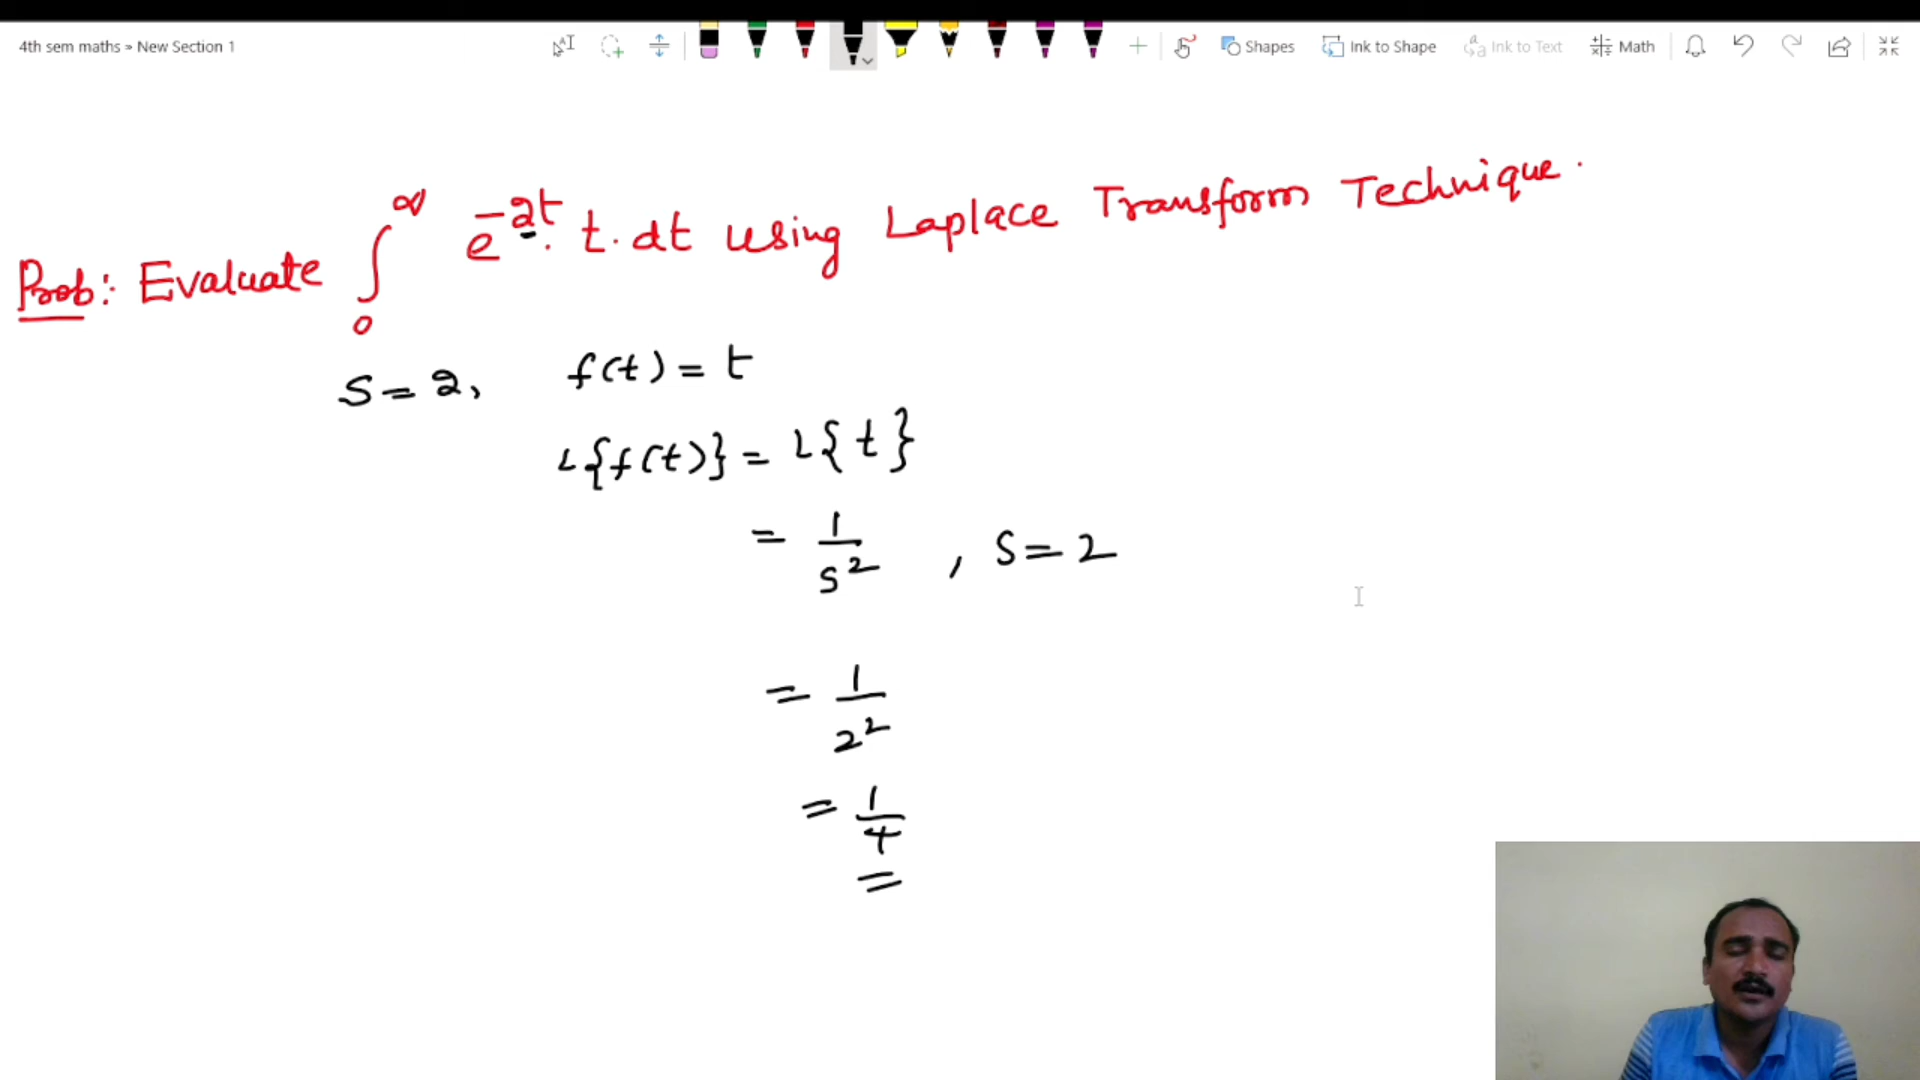 4th sem maths » New Section 1
Shapes
Ink to Shape
Ink to Text
Math
Prob: Evaluate ∫₀^∞ e^-2t. t. dt using Laplace Transform Technique.
S = 2, f(t) = t
L{f(t)} = L{t}
= 1/s² , S = 2
= 1/2²
= 1/4
=